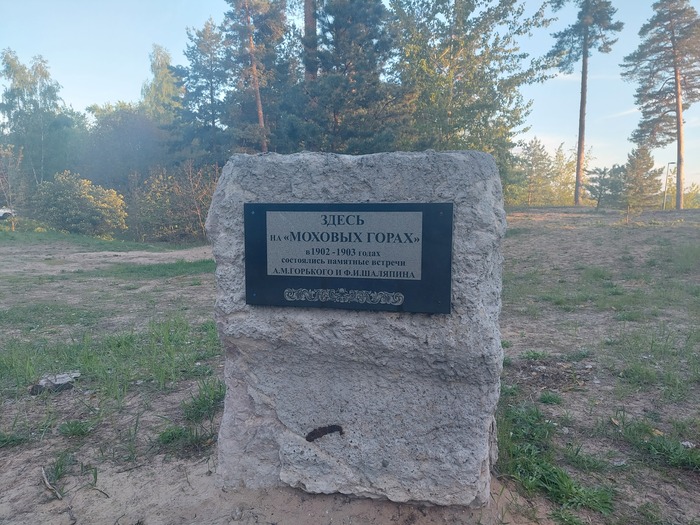 ЗДЕСЬ
НА «МОХОВЫХ ГОРАХ»
в 1902 - 1903 годах
состоялись памятные встречи
А.М.ГОРЬКОГО И Ф.И.ШАЛЯПИНА